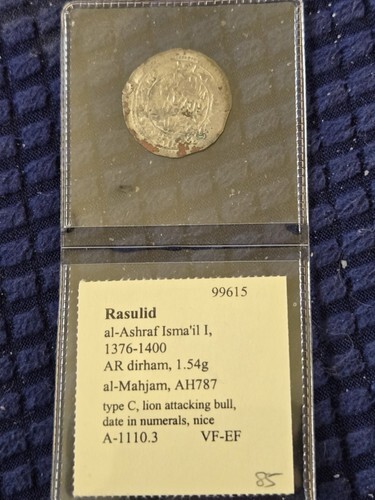 99615
Rasulid
al-Ashraf Isma'il I,
1376-1400
AR dirham, 1.54g
al-Mahjam, AH787
type C, lion attacking bull,
date in numerals, nice
A-1110.3 VF-EF
85